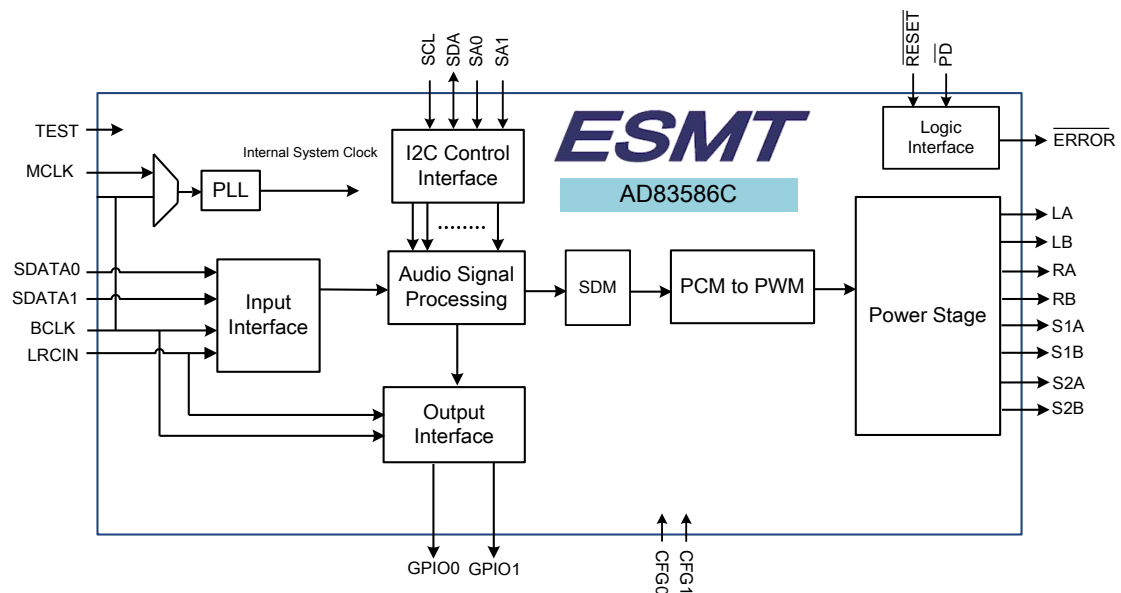 SCL
SDA
SA0
SA1
RESET
PD
TEST
MCLK
Internal System Clock
PLL
I2C Control
Interface
ESMT
AD83586C
Logic
Interface
ERROR
........
SDATA0
SDATA1
BCLK
LRCIN
Input
Interface
Audio Signal
Processing
SDM
PCM to PWM
Power Stage
LA
LB
RA
RB
S1A
S1B
S2A
S2B
Output
Interface
GPIO0
GPIO1
CFG0
CFG1